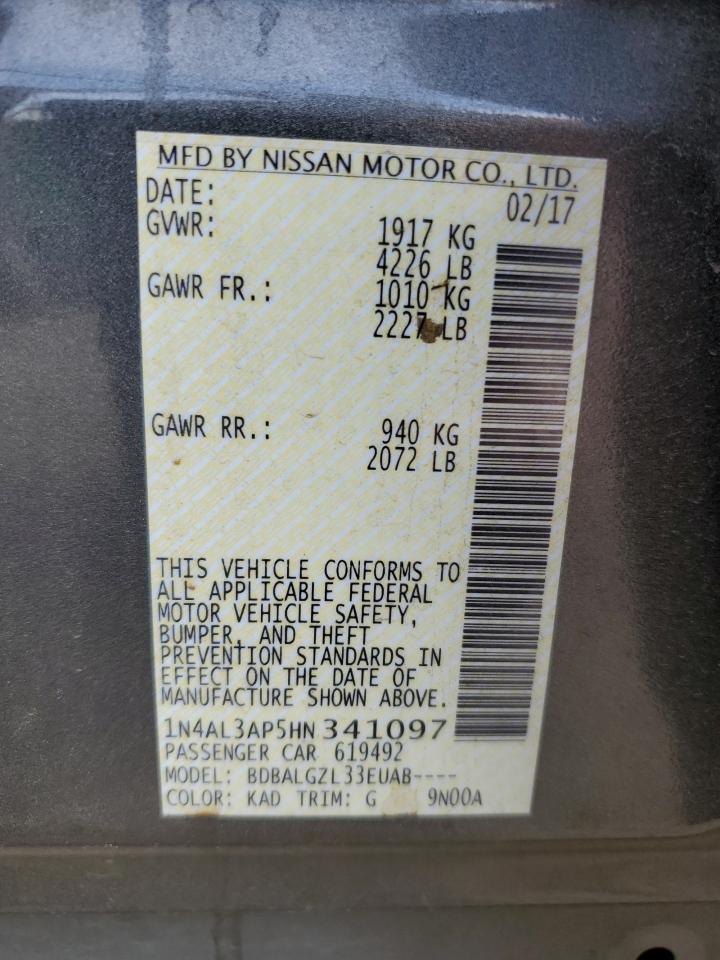 MFD BY NISSAN MOTOR CO., LTD.
DATE: 02/17
GVWR: 1917 KG
4226 LB
GAWR FR.: 1010 KG
2227 LB
GAWR RR.: 940 KG
2072 LB
THIS VEHICLE CONFORMS TO
ALL APPLICABLE FEDERAL
MOTOR VEHICLE SAFETY,
BUMPER, AND THEFT
PREVENTION STANDARDS IN
EFFECT ON THE DATE OF
MANUFACTURE SHOWN ABOVE.
1N4AL3AP5HN 341097
PASSENGER CAR 619492
MODEL: BDBALGZL33EUAB----
COLOR: KAD TRIM: G 9N00A